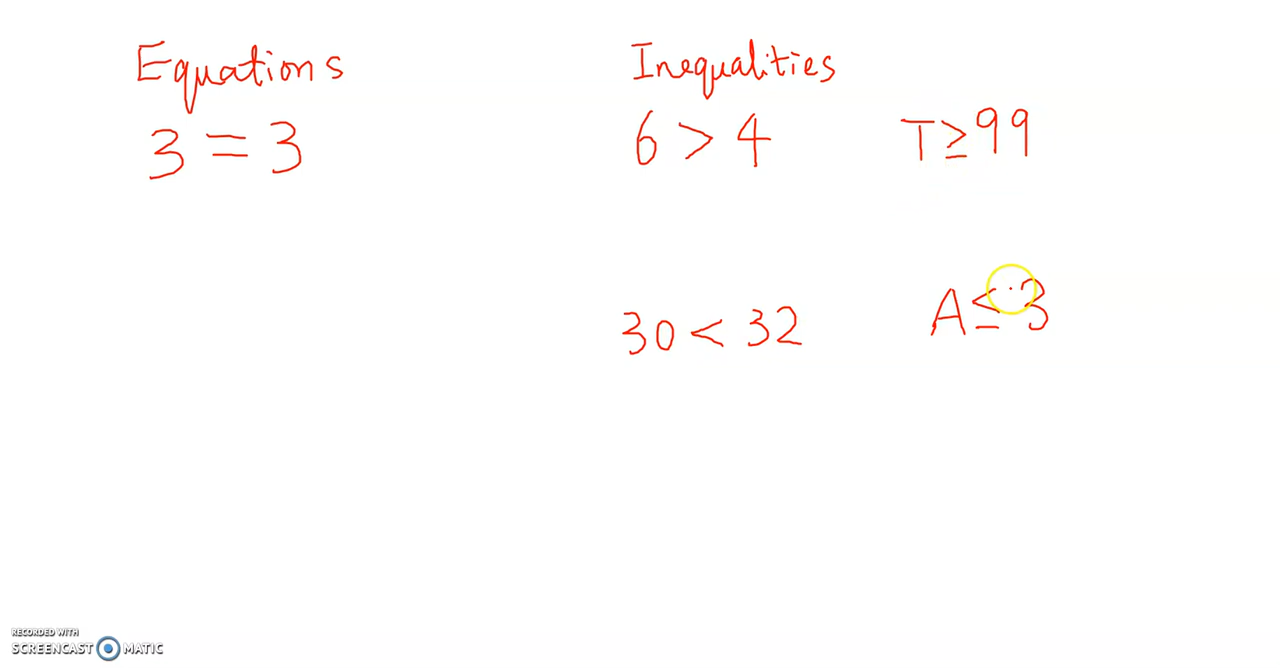 Equations
Inequalities
3 = 3
6 > 4
T ≥ 99
30 < 32
A ≤ 3
RECORDED WITH
SCREENCAST MATIC